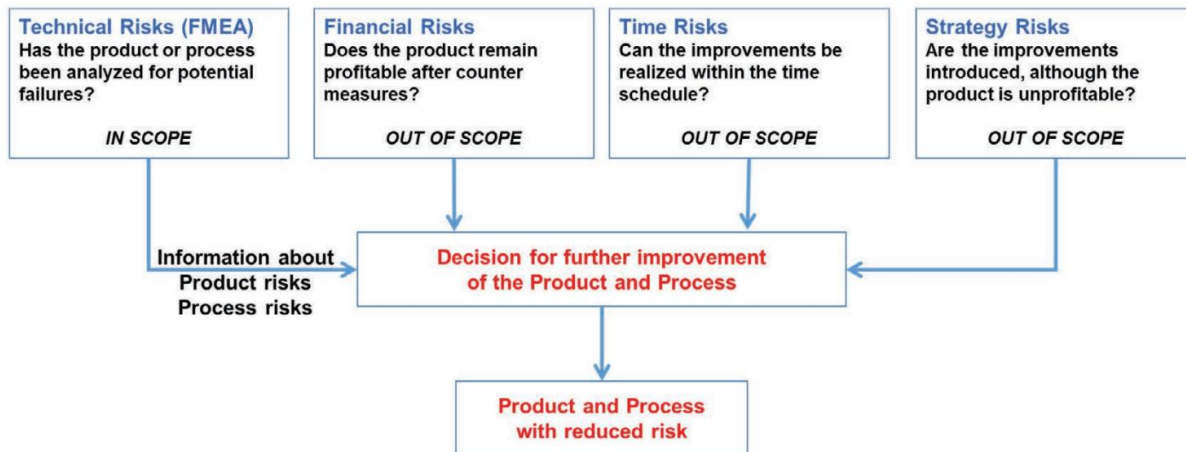 Technical Risks (FMEA)
Has the product or process
been analyzed for potential
failures?
IN SCOPE
Financial Risks
Does the product remain
profitable after counter
measures?
OUT OF SCOPE
Time Risks
Can the improvements be
realized within the time
schedule?
OUT OF SCOPE
Strategy Risks
Are the improvements
introduced, although the
product is unprofitable?
OUT OF SCOPE
Information about
Product risks
Process risks
Decision for further improvement
of the Product and Process
Product and Process
with reduced risk